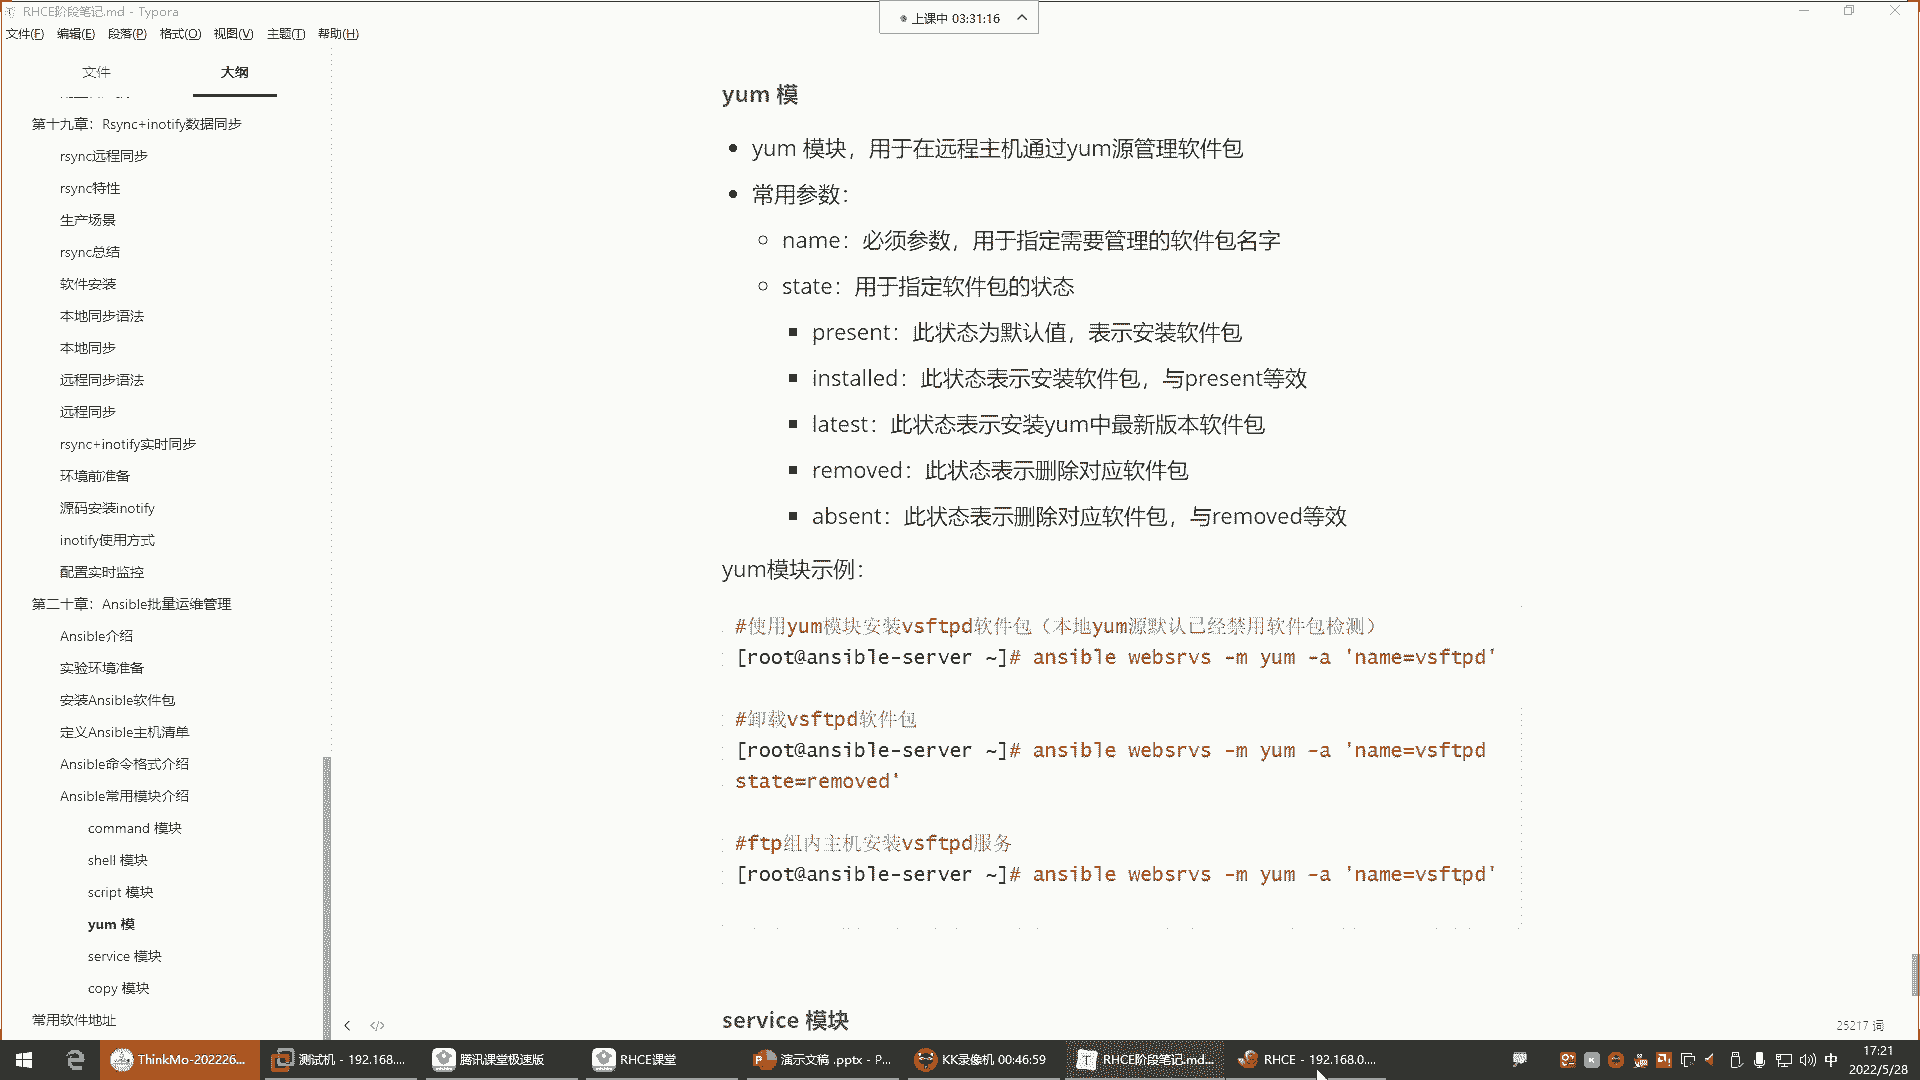 RHCE阶段笔记.md - Typora
上课中 03:31:16
文件(F) 编辑(E) 段落(P) 格式(O) 视图(V) 主题(T) 帮助(H)
文件 大纲
第十九章：Rsync+inotify数据同步
rsync远程同步
rsync特性
生产场景
rsync总结
软件安装
本地同步语法
本地同步
远程同步语法
远程同步
rsync+inotify实时同步
环境前准备
源码安装inotify
inotify使用方式
配置实时监控
第二十章：Ansible批量运维管理
Ansible介绍
实验环境准备
安装Ansible软件包
定义Ansible主机清单
Ansible命令格式介绍
Ansible常用模块介绍
command 模块
shell 模块
script 模块
yum 模
service 模块
copy 模块
常用软件地址
yum 模
yum 模块，用于在远程主机通过yum源管理软件包
常用参数：
name：必须参数，用于指定需要管理的软件包名字
state：用于指定软件包的状态
present：此状态为默认值，表示安装软件包
installed：此状态表示安装软件包，与present等效
latest：此状态表示安装yum中最新版本软件包
removed：此状态表示删除对应软件包
absent：此状态表示删除对应软件包，与removed等效
yum模块示例：
#使用yum模块安装vsftpd软件包（本地yum源默认已经禁用软件包检测）
[root@ansible-server ~]# ansible websrvs -m yum -a 'name=vsftpd'
#卸载vsftpd软件包
[root@ansible-server ~]# ansible websrvs -m yum -a 'name=vsftpd
state=removed'
#ftp组内主机安装vsftpd服务
[root@ansible-server ~]# ansible websrvs -m yum -a 'name=vsftpd'
service 模块
25217 词
ThinkMo-202226...
测试机 - 192.168....
腾讯课堂极速版
RHCE课堂
演示文稿 .pptx - P...
KK录像机 00:46:59
RHCE阶段笔记.md...
RHCE - 192.168.0....
中
17:21
2022/5/28